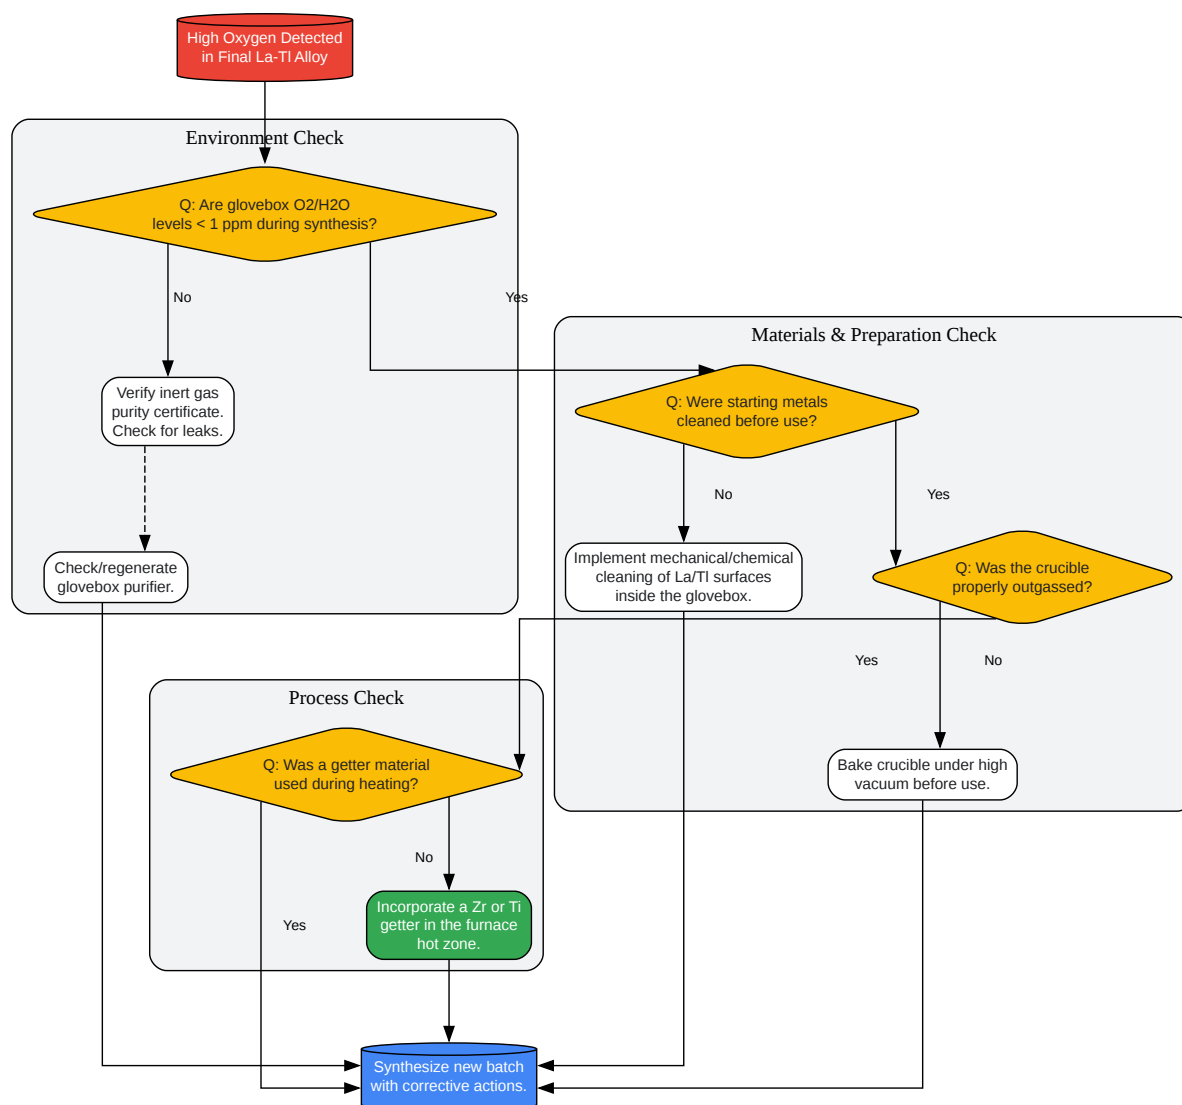 High Oxygen Detected
in Final La-Tl Alloy
Environment Check
Q: Are glovebox O2/H2O
levels < 1 ppm during synthesis?
No
Yes
Verify inert gas
purity certificate.
Check for leaks.
Check/regenerate
glovebox purifier.
Materials & Preparation Check
Q: Were starting metals
cleaned before use?
No
Yes
Implement mechanical/chemical
cleaning of La/Tl surfaces
inside the glovebox.
Q: Was the crucible
properly outgassed?
Yes
No
Bake crucible under high
vacuum before use.
Process Check
Q: Was a getter material
used during heating?
No
Yes
Incorporate a Zr or Ti
getter in the furnace
hot zone.
Synthesize new batch
with corrective actions.